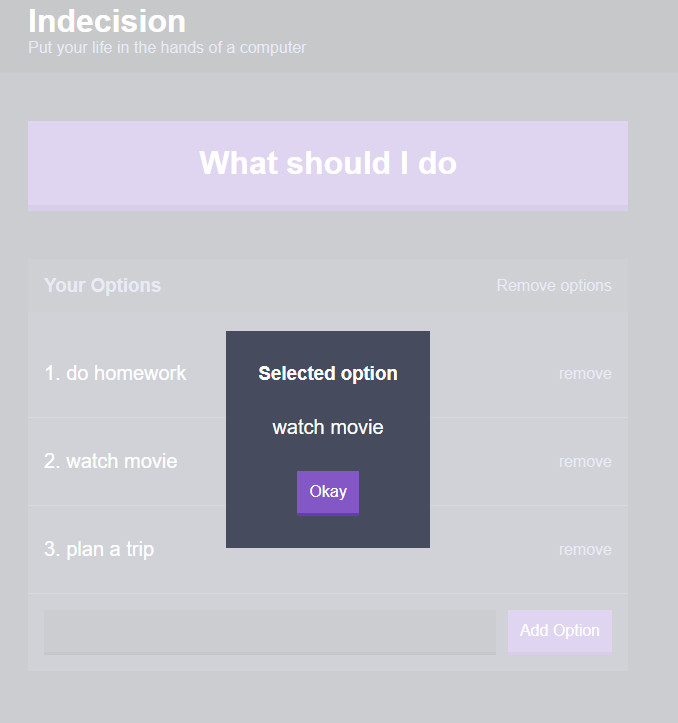 Indecision
Put your life in the hands of a computer
What should I do
Your Options
Remove options
1. do homework
remove
Selected option
watch movie
Okay
2. watch movie
remove
3. plan a trip
remove
Add Option